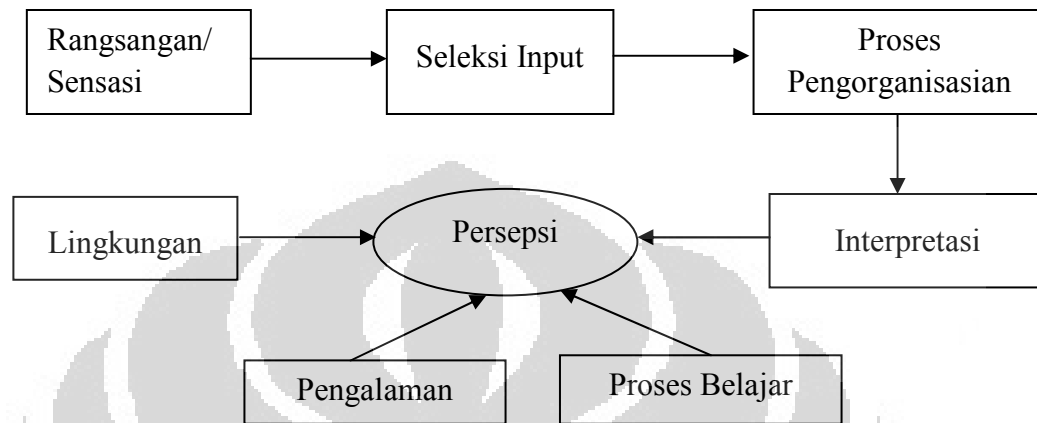 Rangsangan/
Sensasi
Seleksi Input
Proses
Pengorganisasian
Lingkungan
Persepsi
Interpretasi
Pengalaman
Proses Belajar